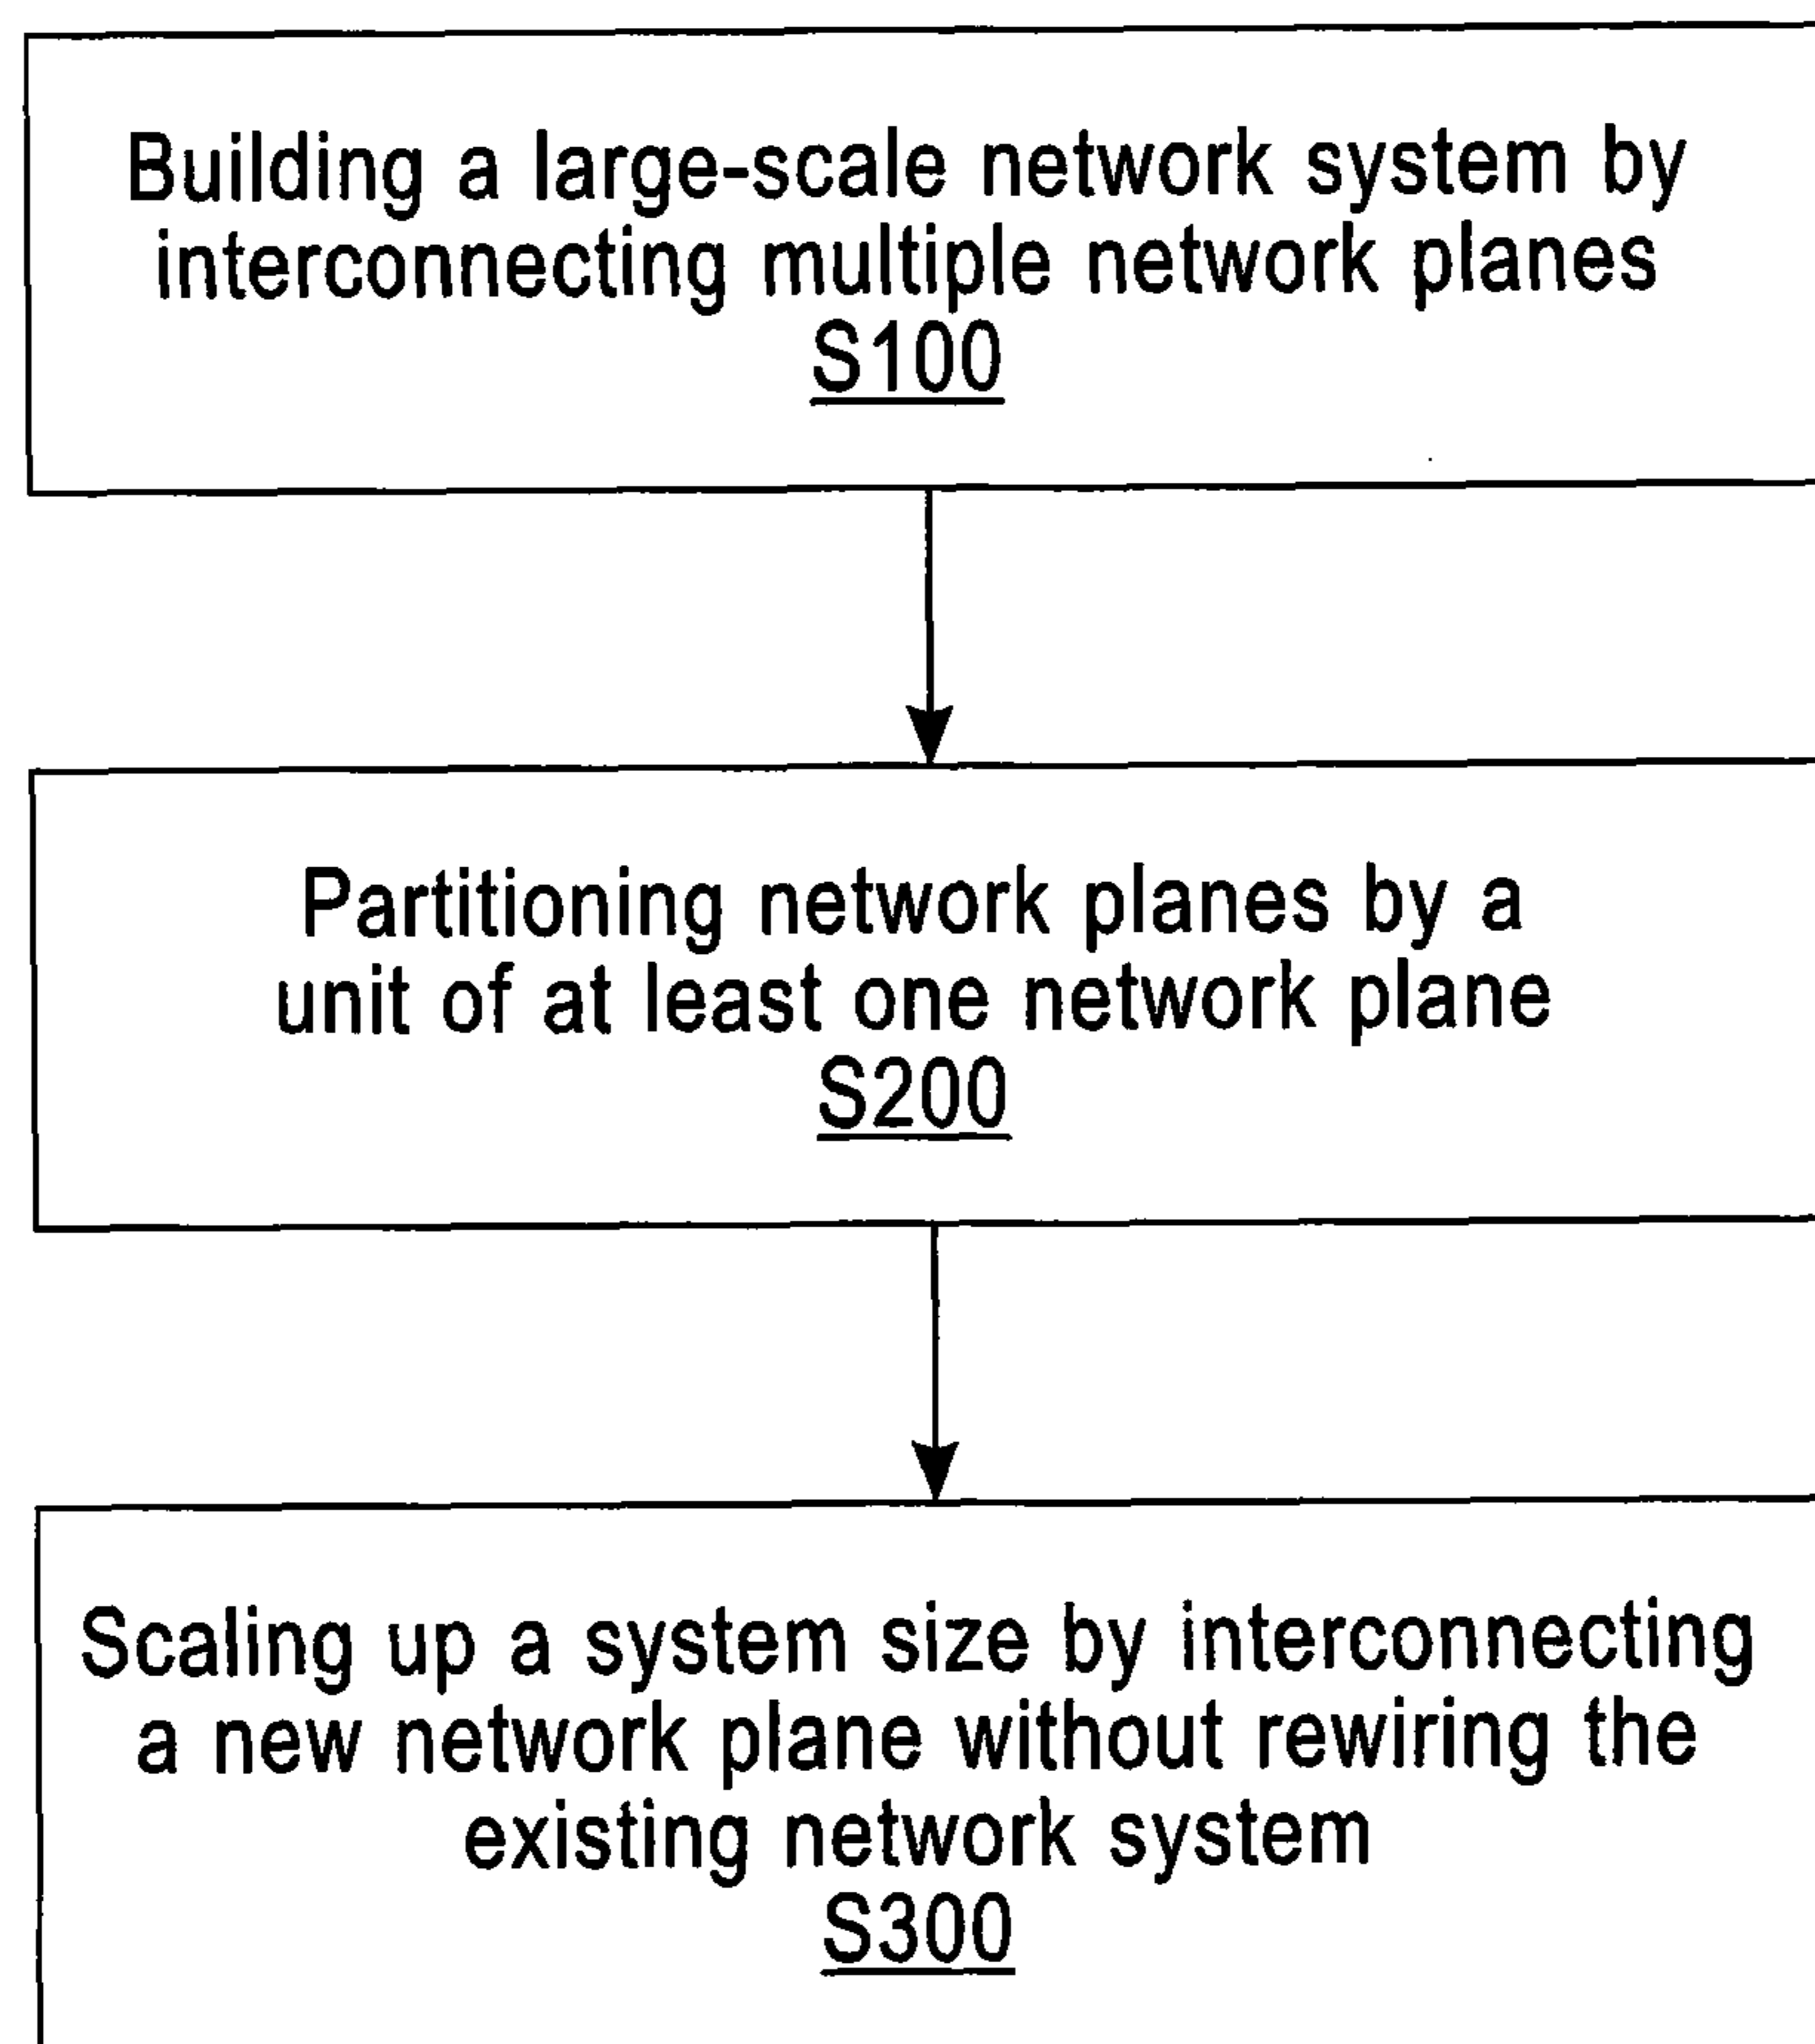 Building a large-scale network system by
interconnecting multiple network planes
S100
Partitioning network planes by a
unit of at least one network plane
S200
Scaling up a system size by interconnecting
a new network plane without rewiring the
existing network system
S300